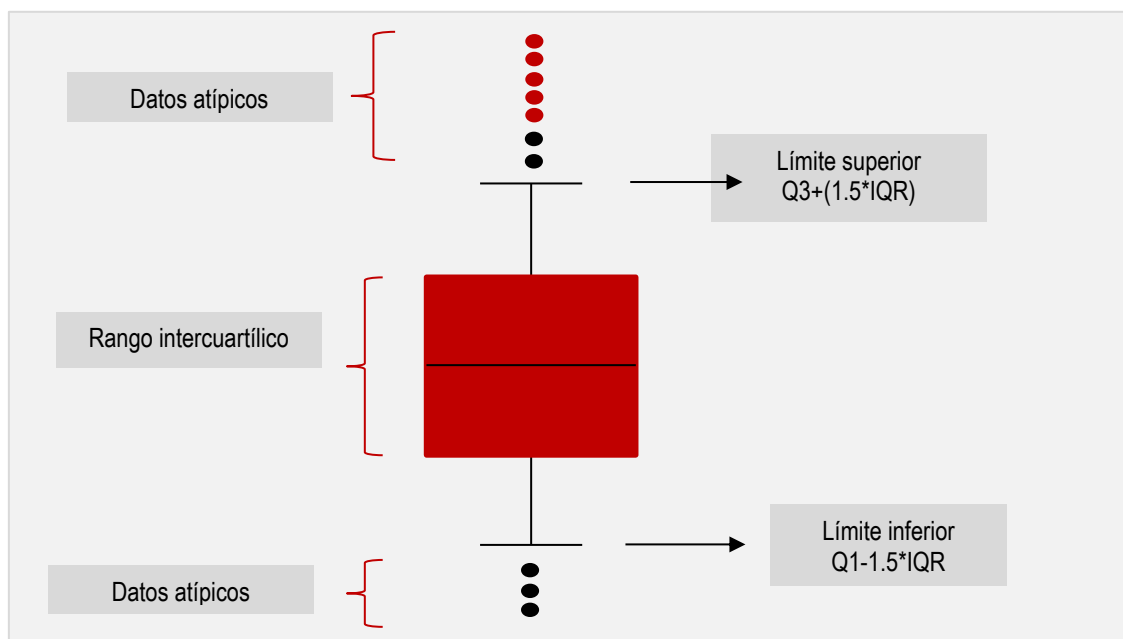 Datos atípicos
Límite superior
Q3+(1.5*IQR)
Rango intercuartílico
Límite inferior
Q1-1.5*IQR
Datos atípicos